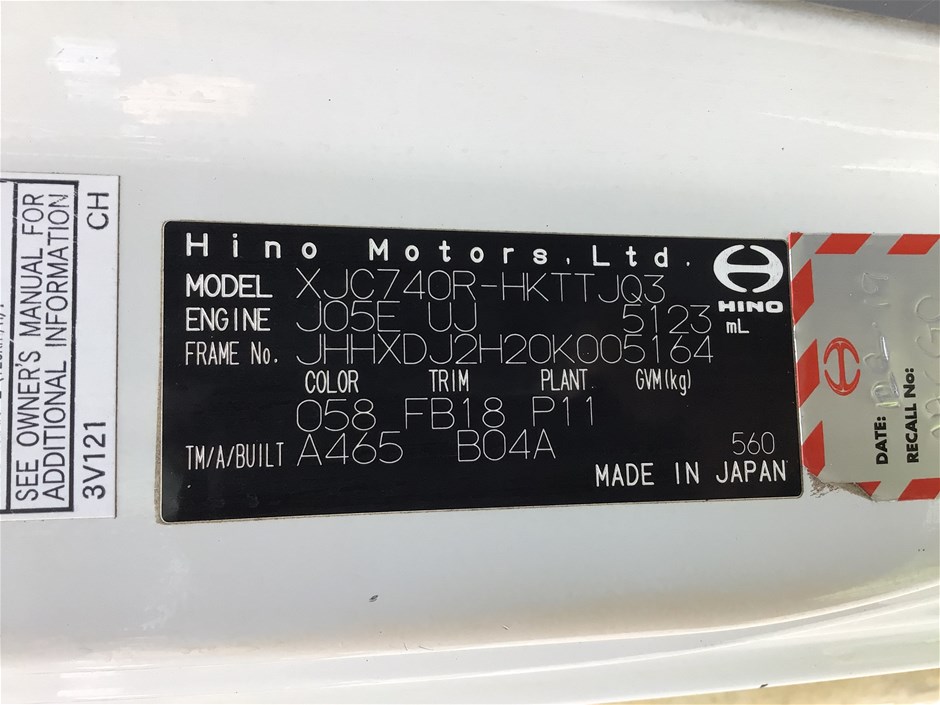 SEE OWNER'S MANUAL FOR
ADDITIONAL INFORMATION
3V121 CH
Hino Motors, Ltd.
MODEL XJC740R-HKTTJQ3
HINO
ENGINE J05E UJ 5123 mL
FRAME No. JHHXDJ2H20K005164
COLOR TRIM PLANT GVM(kg)
058 FB18 P11
TM/A/BUILT A465 B04A 560
MADE IN JAPAN
DATE:
RECALL No: